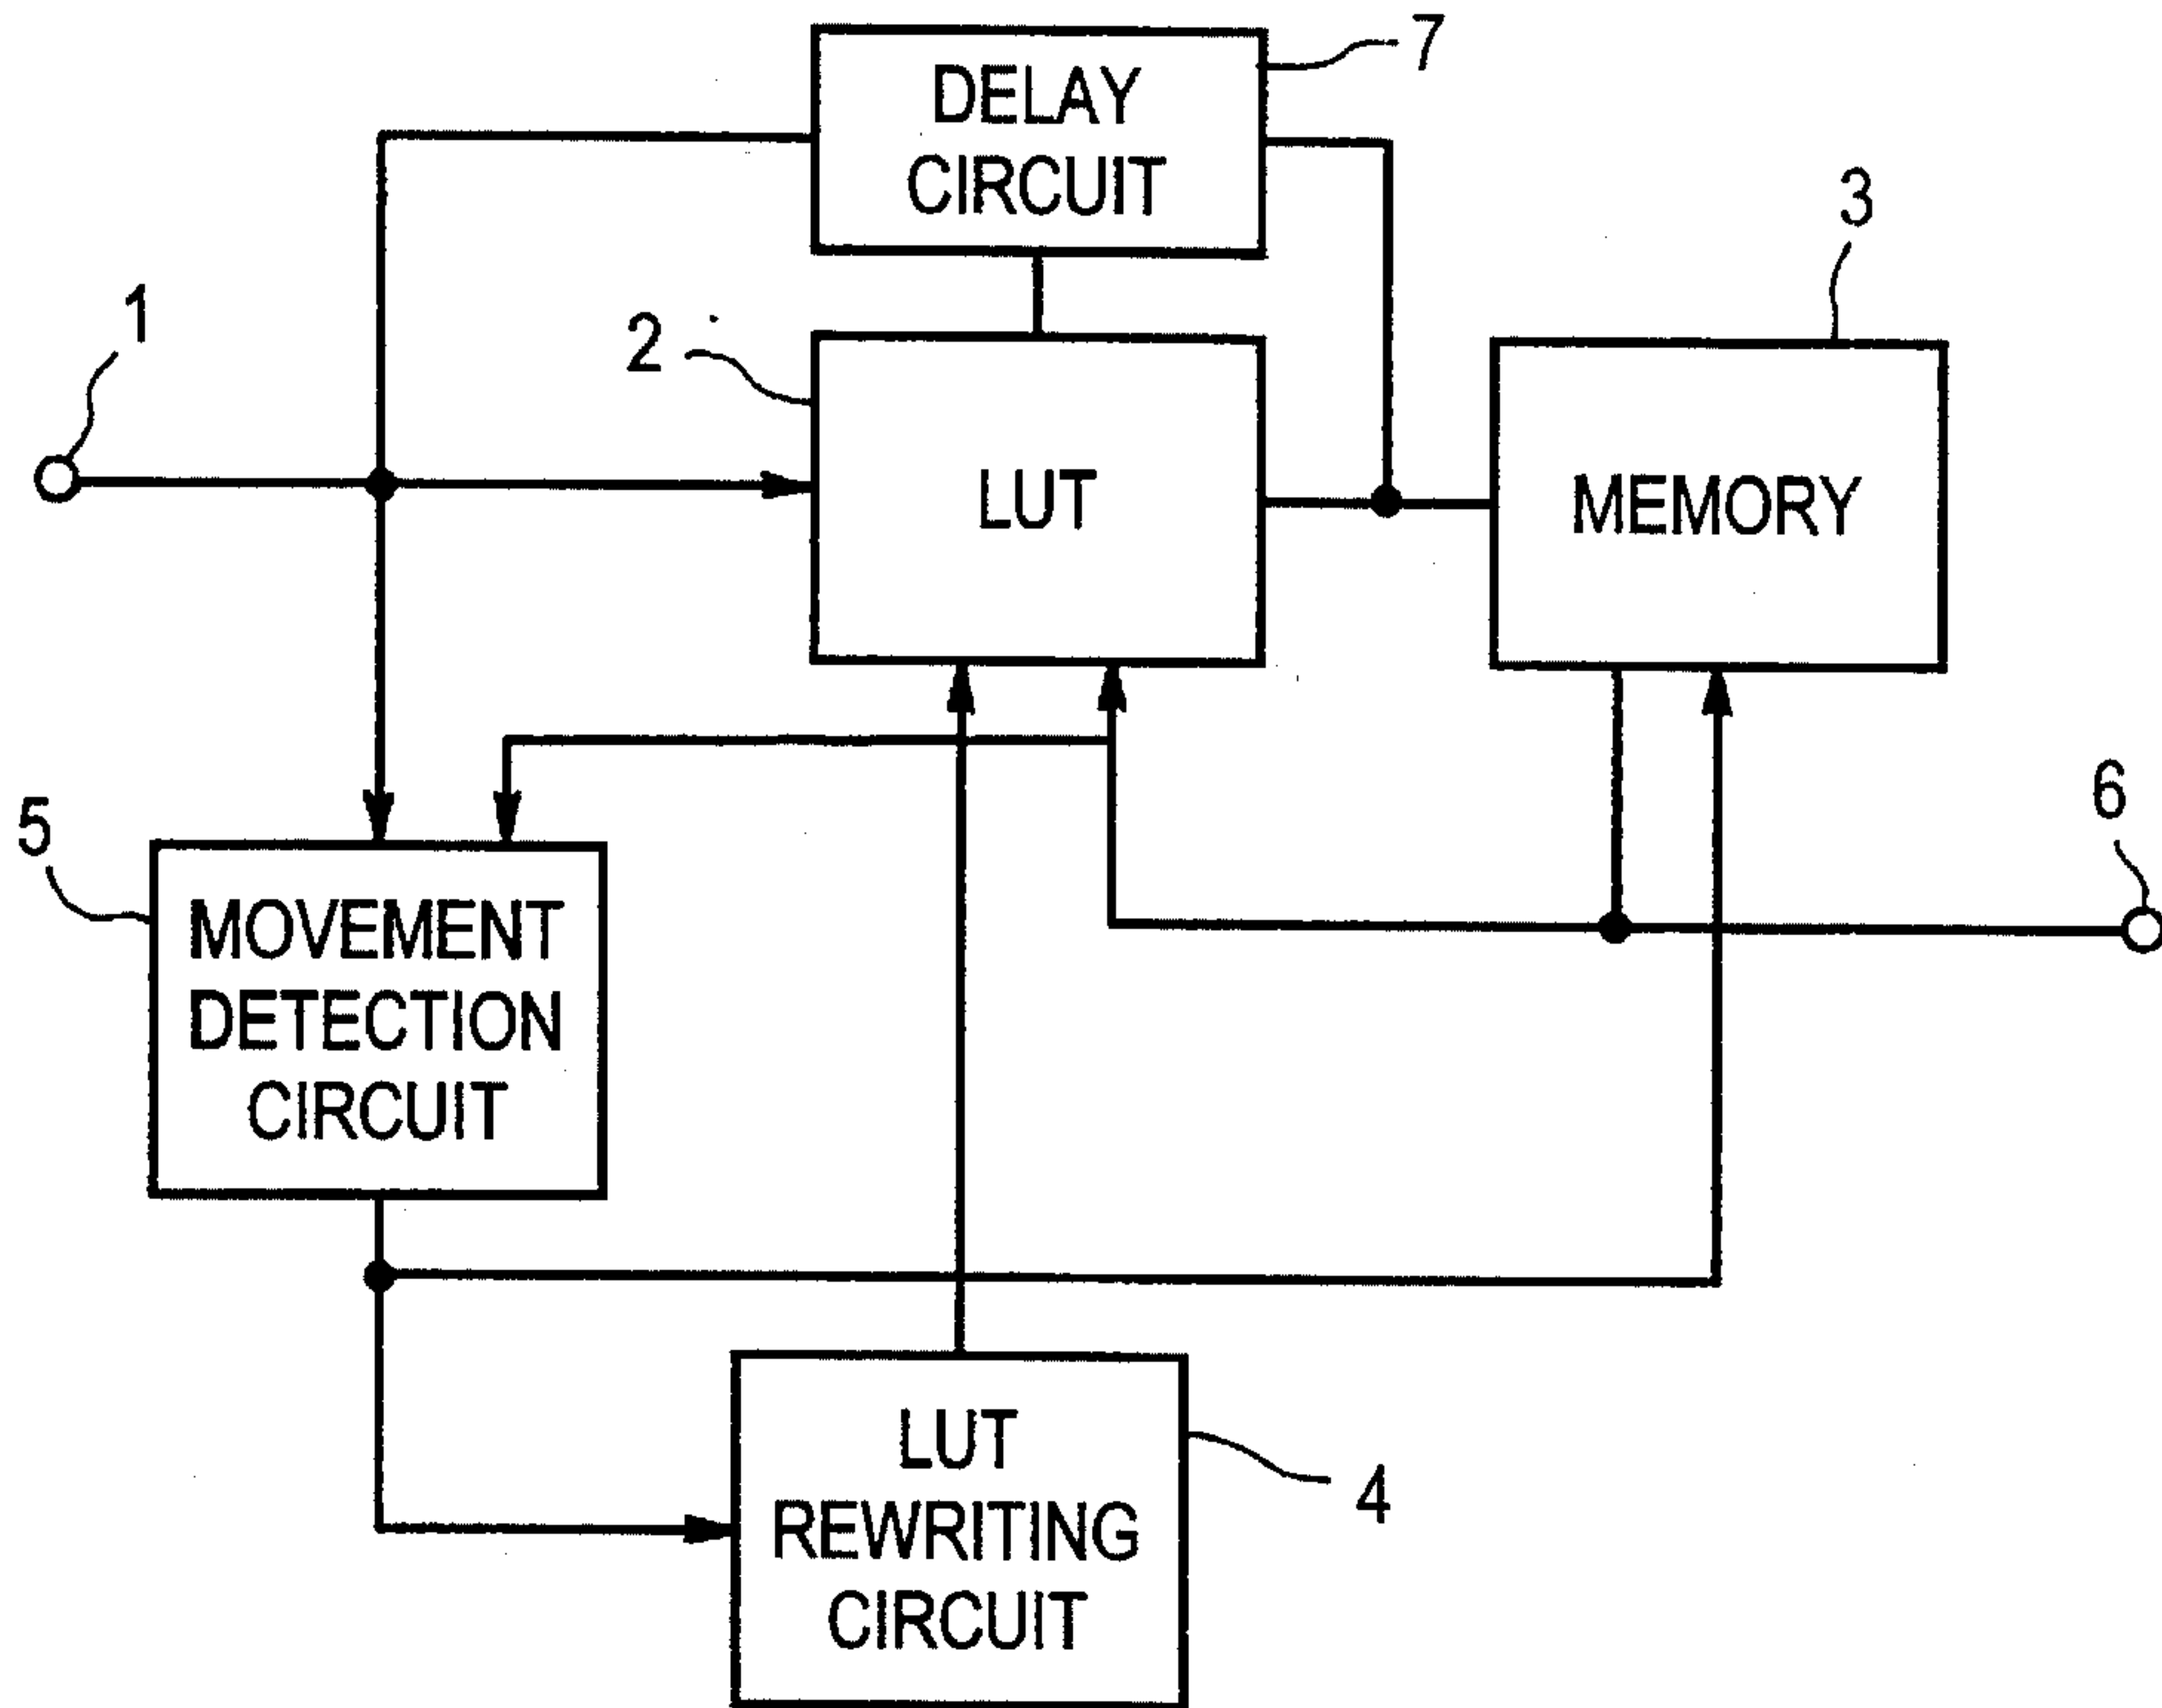 7
DELAY
CIRCUIT
3
1
2
LUT
MEMORY
5
6
MOVEMENT
DETECTION
CIRCUIT
LUT
REWRITING
CIRCUIT
4